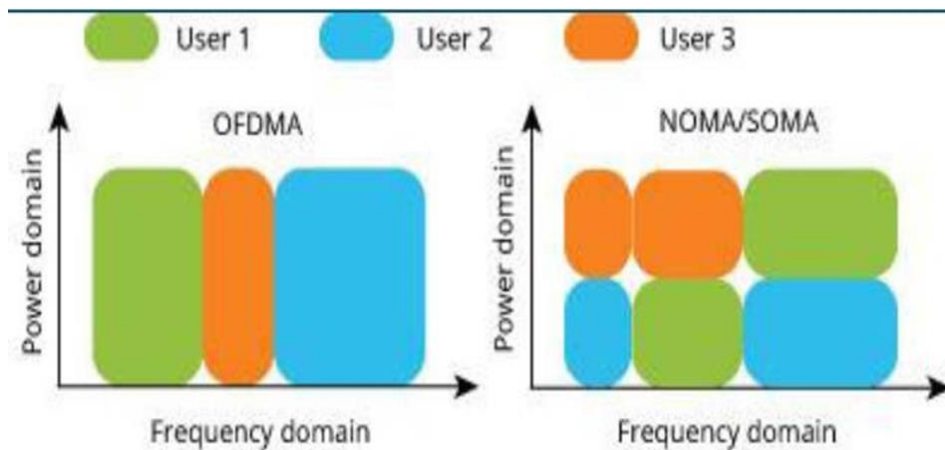 User 1
User 2
User 3
OFDMA
Power domain
Frequency domain
NOMA/SOMA
Power domain
Frequency domain